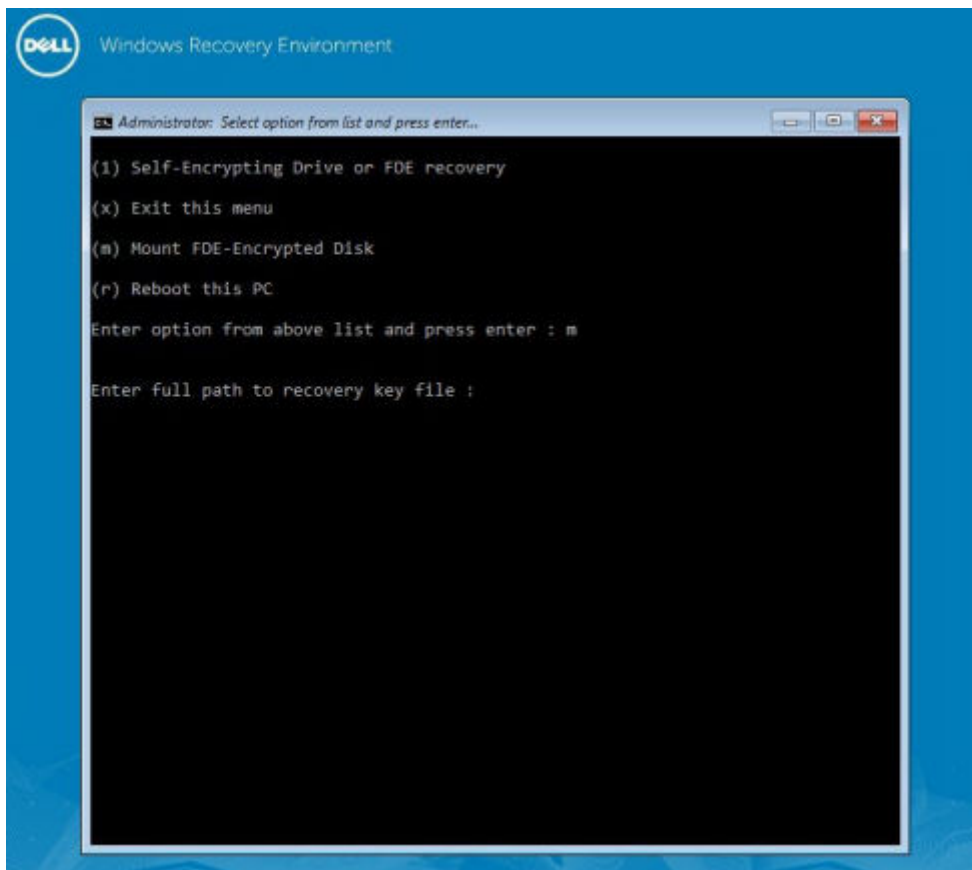 DELL
Windows Recovery Environment
Administrator: Select option from list and press enter...
(1) Self-Encrypting Drive or FDE recovery
(x) Exit this menu
(m) Mount FDE-Encrypted Disk
(r) Reboot this PC
Enter option from above list and press enter : m
Enter full path to recovery key file :